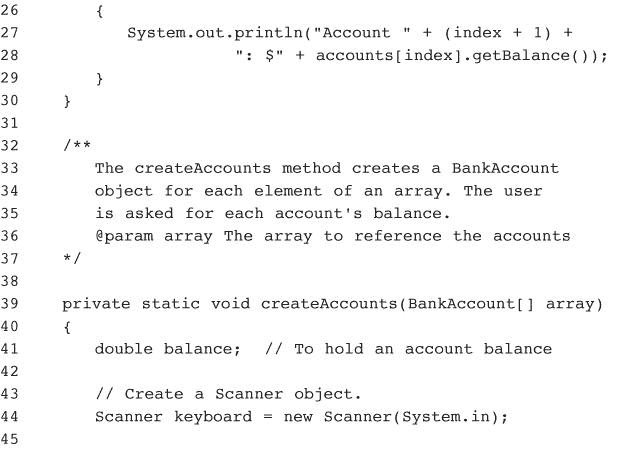 26 {
27 System.out.println("Account " + (index + 1) +
28 ": $" + accounts[index].getBalance());
29 }
30 }
31
32 /**
33 The createAccounts method creates a BankAccount
34 object for each element of an array. The user
35 is asked for each account's balance.
36 @param array The array to reference the accounts
37 */
38
39 private static void createAccounts(BankAccount[] array)
40 {
41 double balance; // To hold an account balance
42
43 // Create a Scanner object.
44 Scanner keyboard = new Scanner(System.in);
45